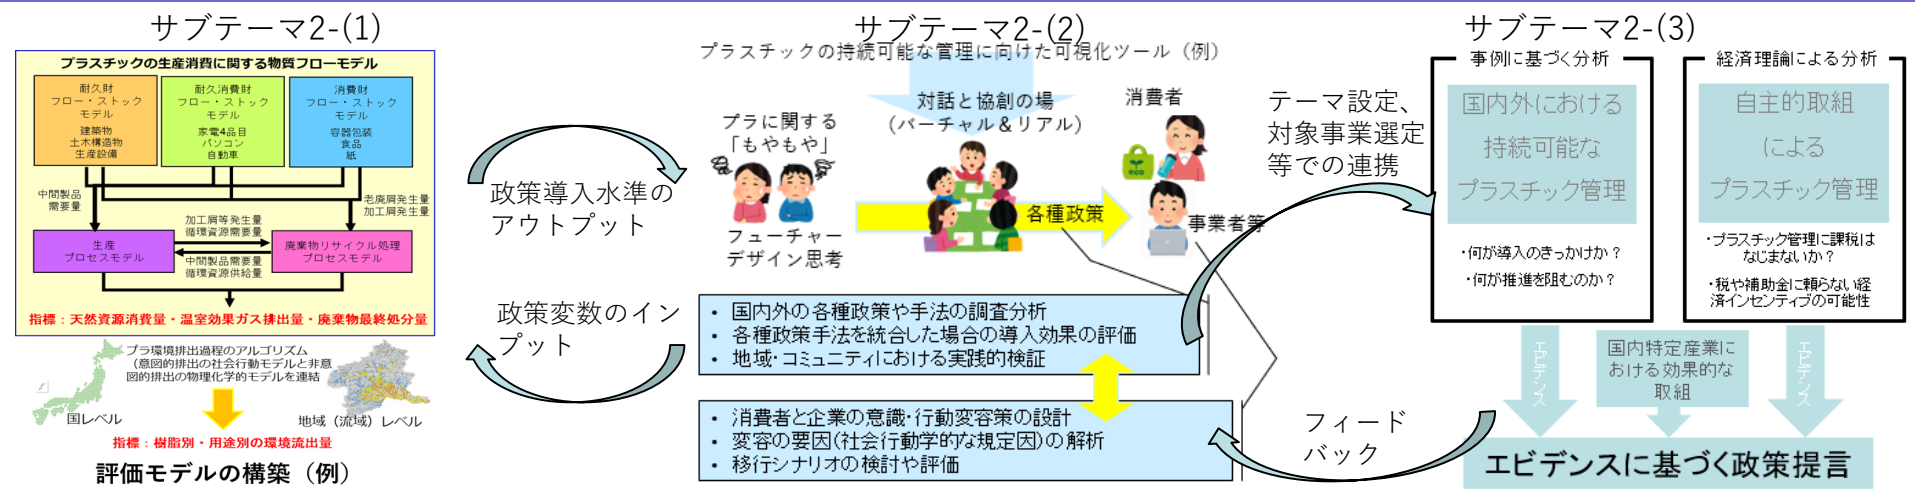 サブテーマ2-(1)
プラスチックの生産消費に関する物質フローモデル
耐久財
フロー・ストック
モデル
建築物
土木構造物
生産設備
耐久消費財
フロー・ストック
モデル
家電4品目
パソコン
自動車
消費財
フロー・ストック
モデル
容器包装
食品
紙
中間製品
需要量
老廃屑発生量
加工屑発生量
加工屑等発生量
循環資源需要量
生産
プロセスモデル
廃棄物リサイクル処理
プロセスモデル
中間製品需要量
循環資源供給量
指標：天然資源消費量・温室効果ガス排出量・廃棄物最終処分量
プラ環境排出過程のアルゴリズム
（意図的排出の社会行動モデルと非意
図的排出の物理化学的モデルを連結
国レベル
地域（流域）レベル
指標：樹脂別・用途別の環境流出量
評価モデルの構築（例）
政策導入水準の
アウトプット
政策変数のイン
プット
サブテーマ2-(2)
プラスチックの持続可能な管理に向けた可視化ツール（例）
対話と協創の場
（バーチャル＆リアル）
消費者
プラに関する
「もやもや」
各種政策
事業者等
フューチャー
デザイン思考
• 国内外の各種政策や手法の調査分析
• 各種政策手法を統合した場合の導入効果の評価
• 地域・コミュニティにおける実践的検証
• 消費者と企業の意識・行動変容策の設計
• 変容の要因(社会行動学的な規定因)の解析
• 移行シナリオの検討や評価
テーマ設定、
対象事業選定
等での連携
フィード
バック
サブテーマ2-(3)
事例に基づく分析
国内外における
持続可能な
プラスチック管理
・何が導入のきっかけか？
・何が推進を阻むのか？
経済理論による分析
自主的取組
による
プラスチック管理
・プラスチック管理に課税は
なじまないか？
・税や補助金に頼らない経
済インセンティブの可能性
エビデンス
国内特定産業に
おける効果的な
取組
エビデンス
エビデンスに基づく政策提言